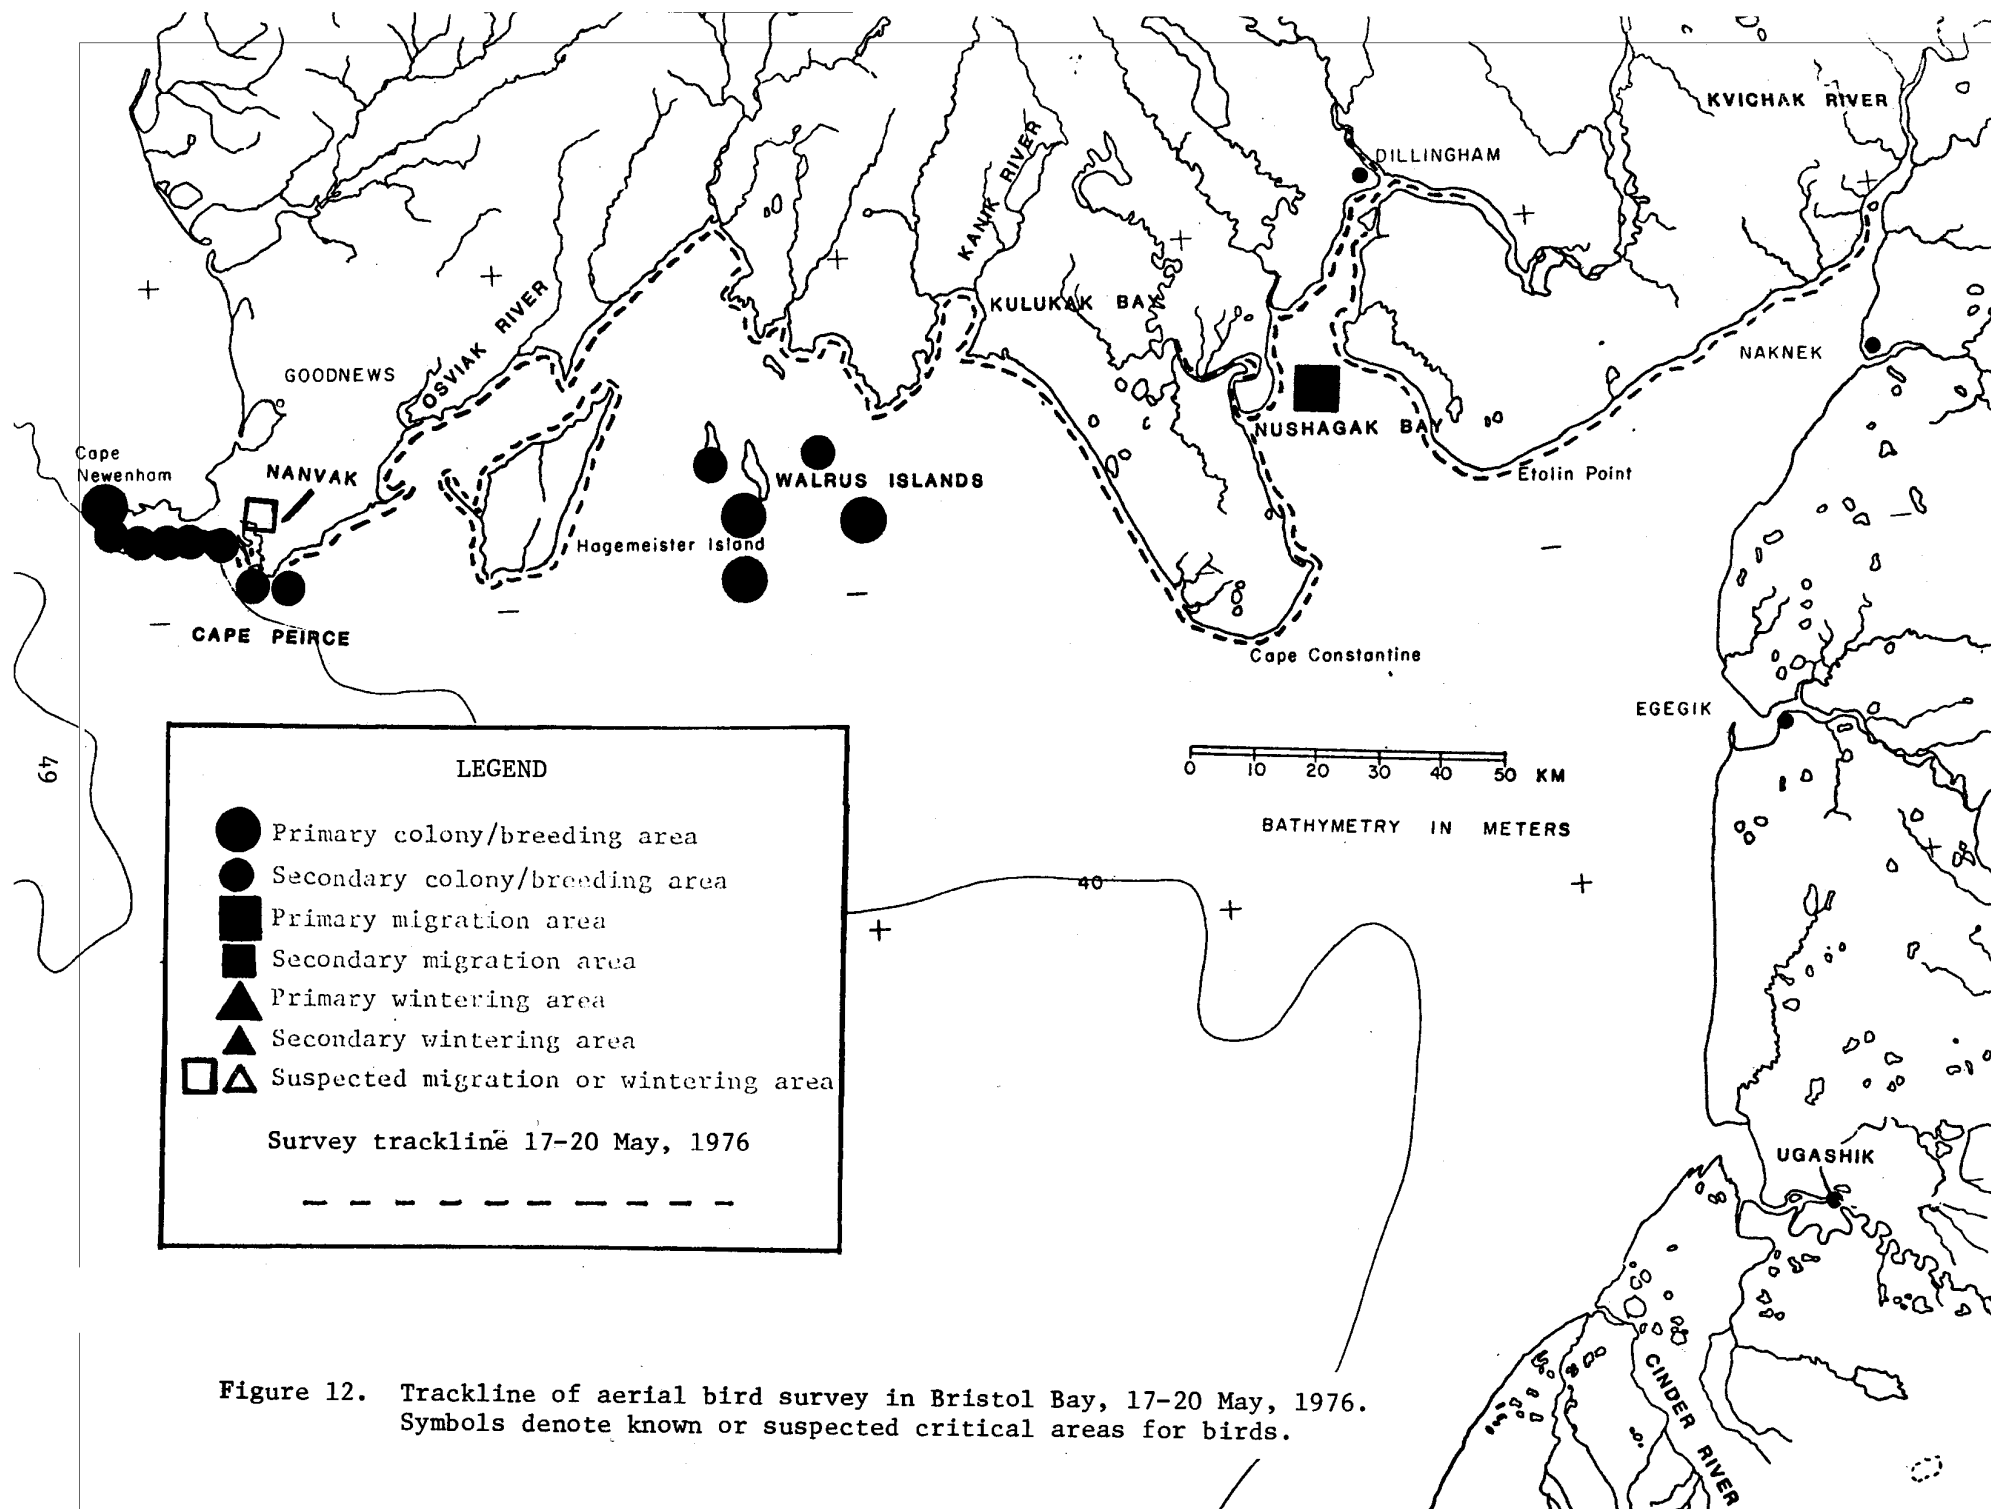 KVICHAK RIVER
DILLINGHAM
KANIK RIVER
KULUKAK BAY
OSVIAK RIVER
GOODNEWS
NAKNEK
Cape
Newenham
NANVAK
NUSHAGAK BAY
WALRUS ISLANDS
Etolin Point
Hagemeister Island
CAPE PEIRCE
Cape Constantine
EGEGIK
49
LEGEND
Primary colony/breeding area
Secondary colony/breeding area
Primary migration area
Secondary migration area
Primary wintering area
Secondary wintering area
Suspected migration or wintering area
Survey trackline 17-20 May, 1976
0 10 20 30 40 50 KM
BATHYMETRY IN METERS
40
UGASHIK
CINDER RIVER
Figure 12. Trackline of aerial bird survey in Bristol Bay, 17-20 May, 1976.
Symbols denote known or suspected critical areas for birds.